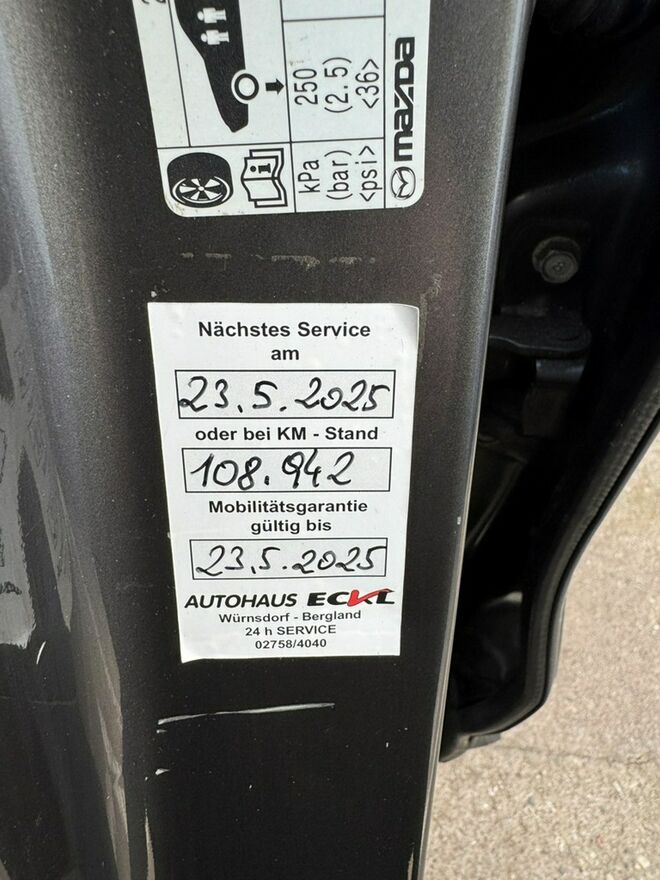 250
(2.5)
<36>
kPa
(bar)
<psi>
mazDa
Nächstes Service
am
23.5.2025
oder bei KM - Stand
108.942
Mobilitätsgarantie
gültig bis
23.5.2025
AUTOHAUS ECKL
Würnsdorf - Bergland
24 h SERVICE
02758/4040